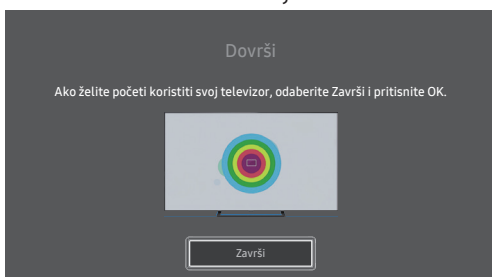 Dovrši
Ako želite početi koristiti svoj televizor, odaberite Završi i pritisnite OK.
Završi